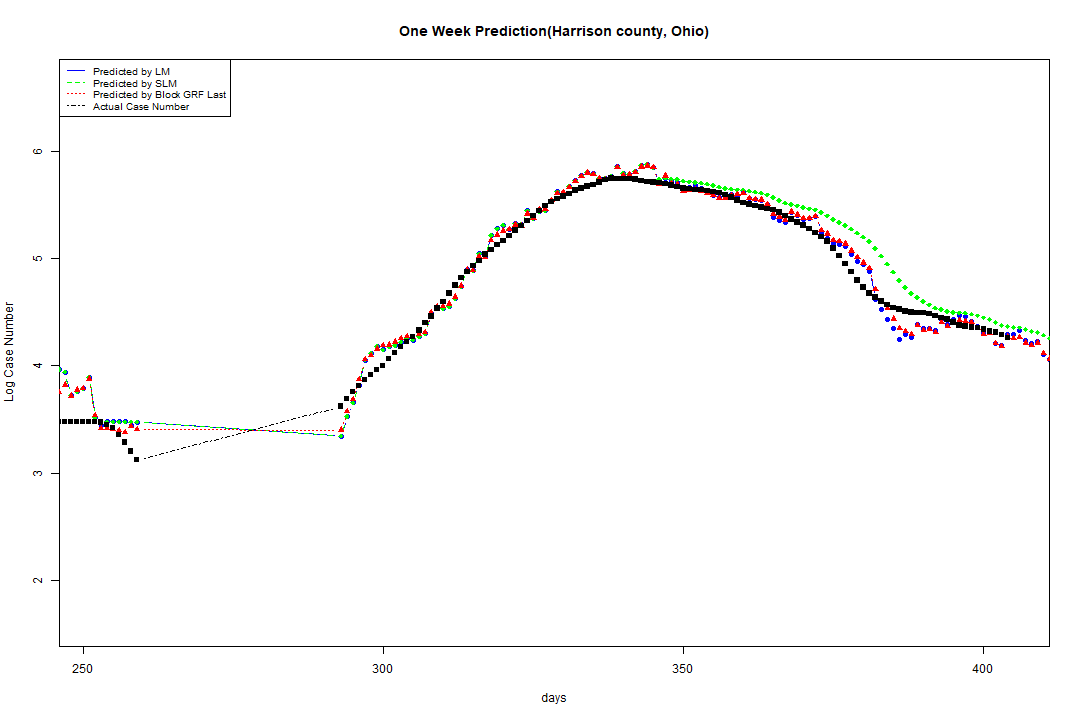 One Week Prediction(Harrison county, Ohio)
Predicted by LM
Predicted by SLM
Predicted by Block GRF Last
Actual Case Number
Log Case Number
6
5
4
3
2
250 300 350 400
days